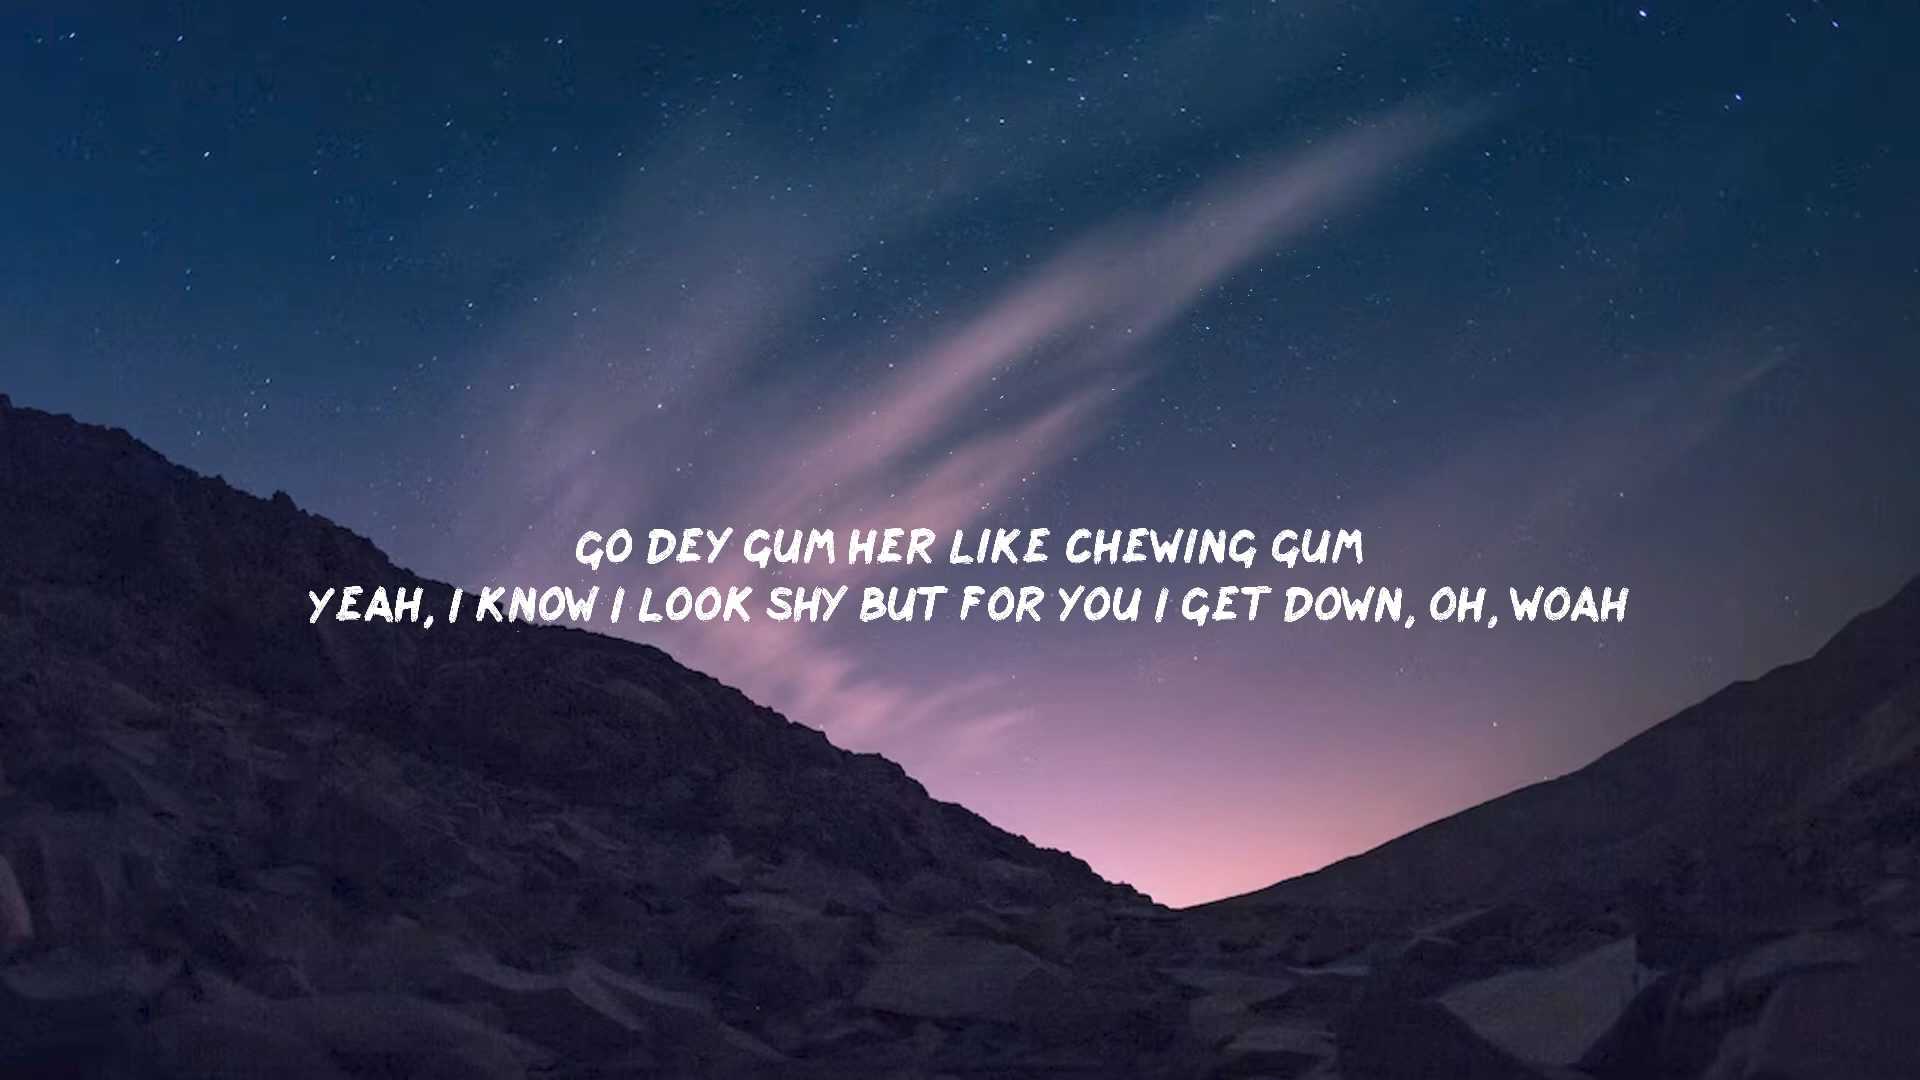 GO DEY GUM HER LIKE CHEWING GUM
YEAH, I KNOW I LOOK SHY BUT FOR YOU I GET DOWN, OH, WOAH